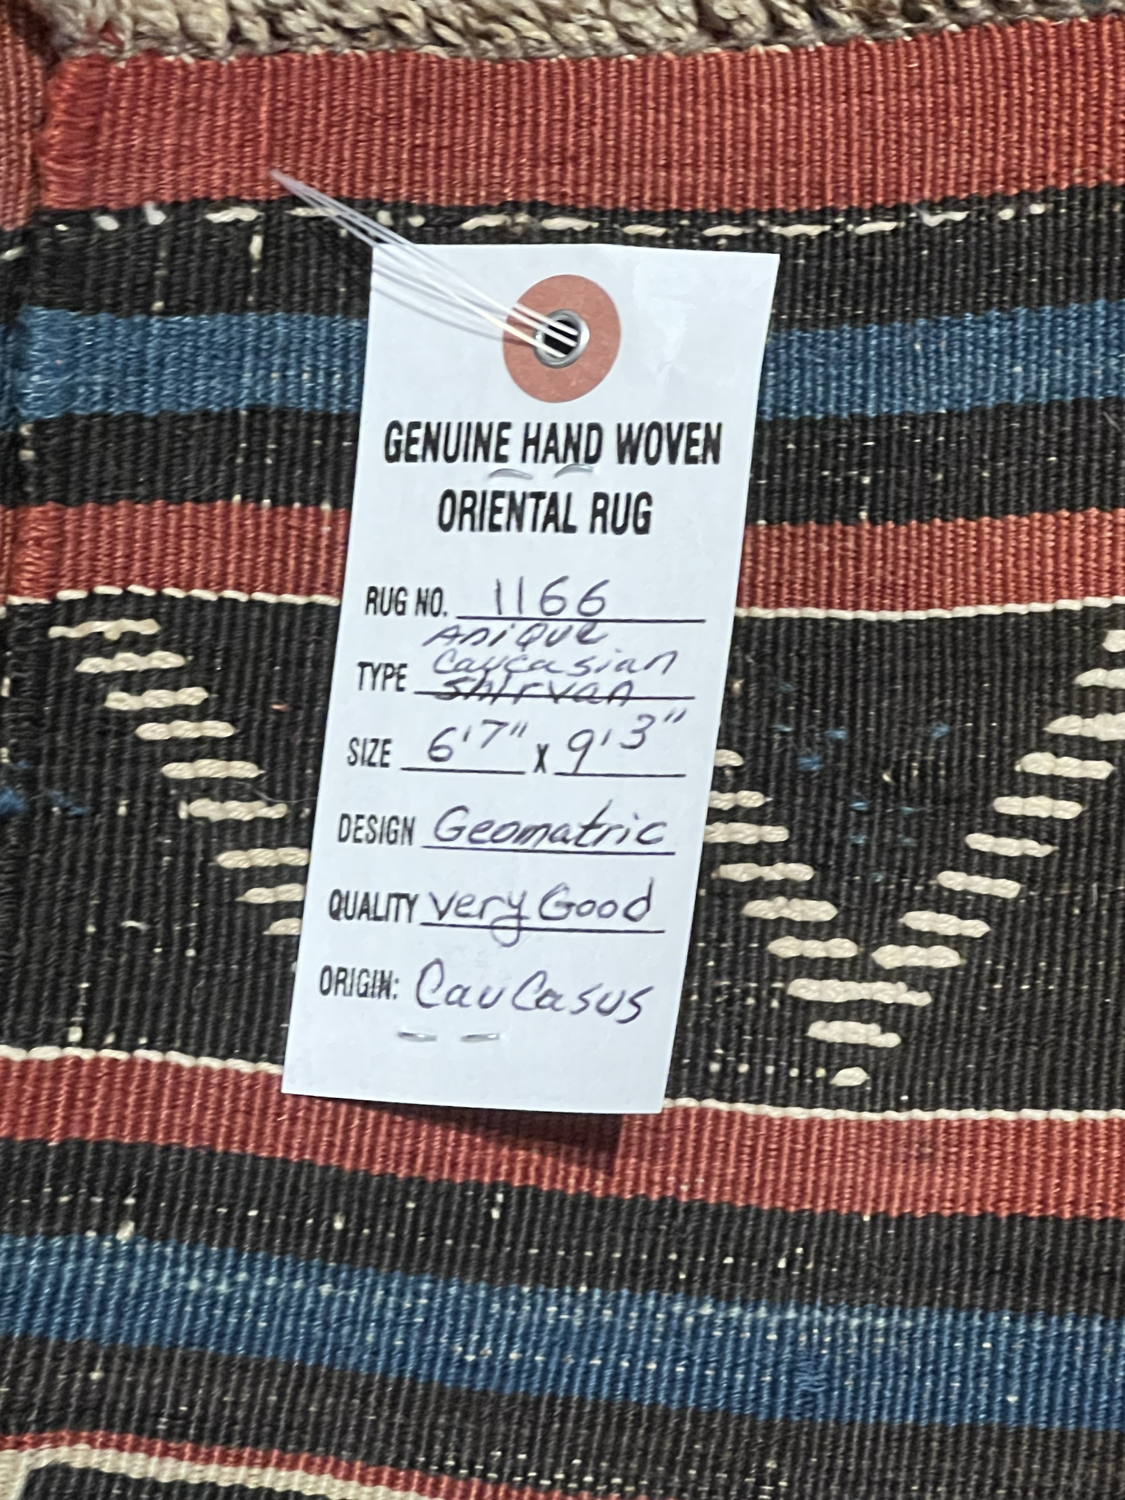 GENUINE HAND WOVEN
ORIENTAL RUG
RUG NO. 1166
Anique
Caucasian
TYPE Shirvan
SIZE 6'7" x 9'3"
DESIGN Geomatric
QUALITY very Good
ORIGIN: Caucasus